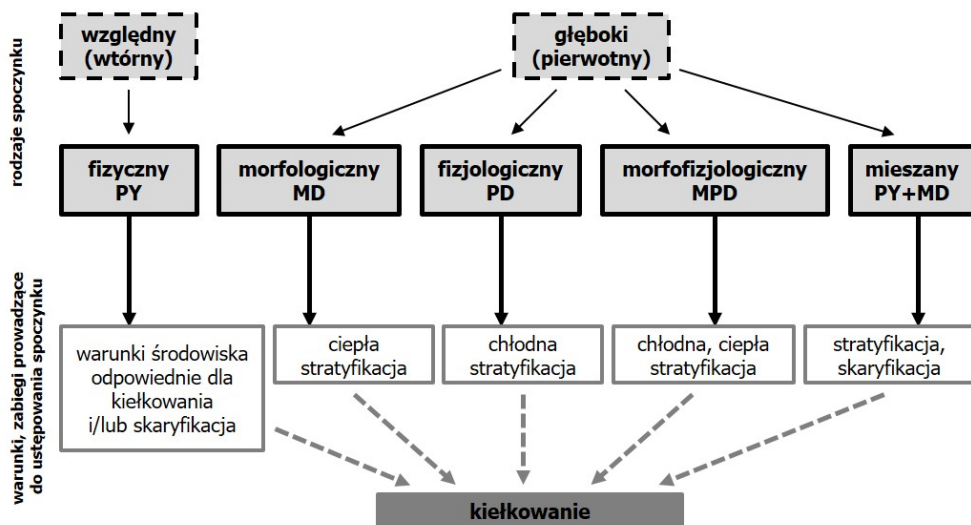 rodzaje spoczynku
względny
(wtórny)
głęboki
(pierwotny)
fizyczny
PY
morfologiczny
MD
fizjologiczny
PD
morfofizjologiczny
MPD
mieszany
PY+MD
warunki, zabiegi prowadzące
do ustępowania spoczynku
warunki środowiska
odpowiednie dla
kiełkowania
i/lub skaryfikacja
ciepła
stratyfikacja
chłodna
stratyfikacja
chłodna, ciepła
stratyfikacja
stratyfikacja,
skaryfikacja
kiełkowanie